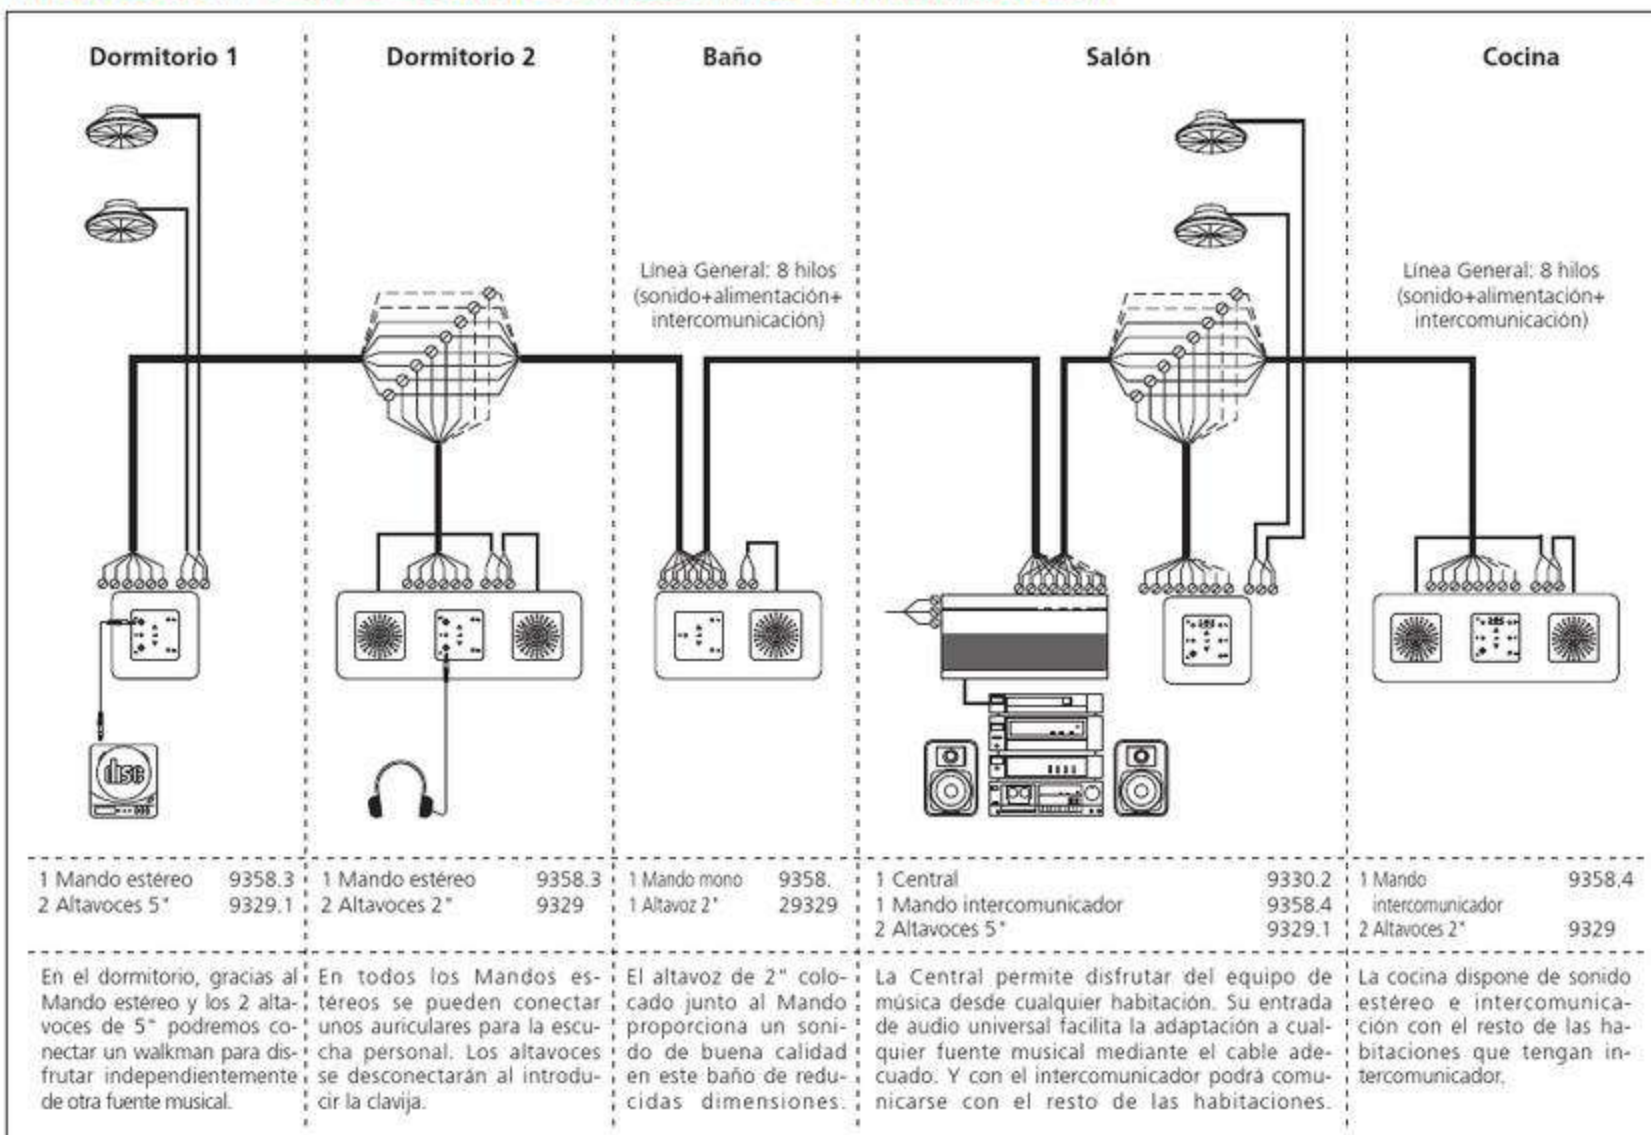 Dormitorio 1
Dormitorio 2
Baño
Salón
Cocina
Línea General: 8 hilos
(sonido+alimentación+
intercomunicación)
Línea General: 8 hilos
(sonido+alimentación+
intercomunicación)
disc
1 Mando estéreo 9358.3
2 Altavoces 5" 9329.1
1 Mando estéreo 9358.3
2 Altavoces 2" 9329
1 Mando mono 9358.
1 Altavoz 2" 29329
1 Central 9330.2
1 Mando intercomunicador 9358.4
2 Altavoces 5" 9329.1
1 Mando 9358.4
intercomunicador
2 Altavoces 2" 9329
En el dormitorio, gracias al
Mando estéreo y los 2 alta-
voces de 5" podremos co-
nectar un walkman para dis-
frutar independientemente
de otra fuente musical.
En todos los Mandos es-
téreos se pueden conectar
unos auriculares para la escu-
cha personal. Los altavoces
se desconectarán al introdu-
cir la clavija.
El altavoz de 2" colo-
cado junto al Mando
proporciona un soni-
do de buena calidad
en este baño de redu-
cidas dimensiones.
La Central permite disfrutar del equipo de
música desde cualquier habitación. Su entrada
de audio universal facilita la adaptación a cual-
quier fuente musical mediante el cable ade-
cuado. Y con el intercomunicador podrá comu-
nicarse con el resto de las habitaciones.
La cocina dispone de sonido
estéreo e intercomunica-
ción con el resto de las ha-
bitaciones que tengan in-
tercomunicador.